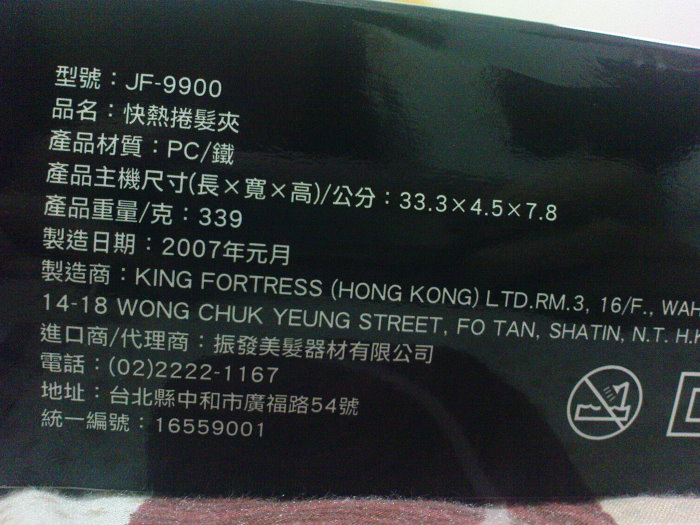 型號：JF-9900
品名：快熱捲髮夾
產品材質：PC/鐵
產品主機尺寸(長×寬×高)/公分：33.3×4.5×7.8
產品重量/克：339
製造日期：2007年元月
製造商：KING FORTRESS (HONG KONG) LTD.RM.3, 16/F., WAH
14-18 WONG CHUK YEUNG STREET, FO TAN, SHATIN, N.T. H.K
進口商/代理商：振發美髮器材有限公司
電話：(02)2222-1167
地址：台北縣中和市廣福路54號
統一編號：16559001